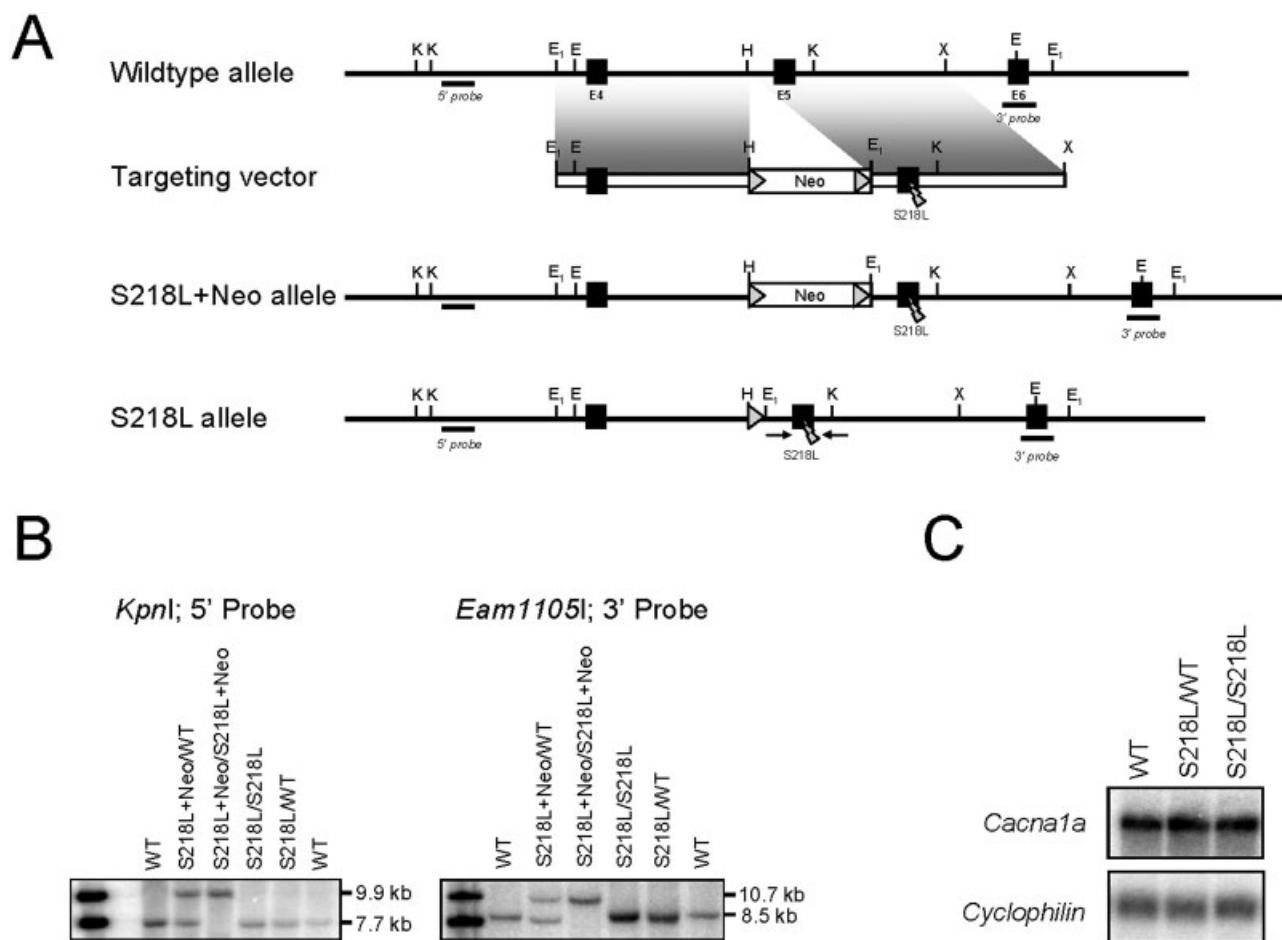 A
Wildtype allele
K K E1 E H K X E E1
5' probe E4 E5 E6
3' probe
Targeting vector
E1 E H E1 K X
Neo
S218L
S218L+Neo allele
K K E1 E H E1 K X E E1
Neo
S218L
3' probe
S218L allele
K K E1 E H E1 K X E E1
5' probe S218L 3' probe
B
KpnI; 5' Probe
WT
S218L+Neo/WT
S218L+Neo/S218L+Neo
S218L/S218L
S218L/WT
WT
9.9 kb
7.7 kb
Eam1105I; 3' Probe
WT
S218L+Neo/WT
S218L+Neo/S218L+Neo
S218L/S218L
S218L/WT
WT
10.7 kb
8.5 kb
C
WT
S218L/WT
S218L/S218L
Cacna1a
Cyclophilin